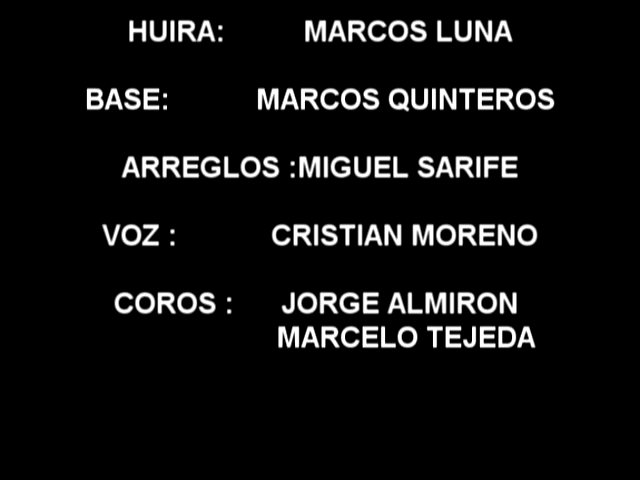 HUIRA: MARCOS LUNA
BASE: MARCOS QUINTEROS
ARREGLOS :MIGUEL SARIFE
VOZ : CRISTIAN MORENO
COROS : JORGE ALMIRON
MARCELO TEJEDA